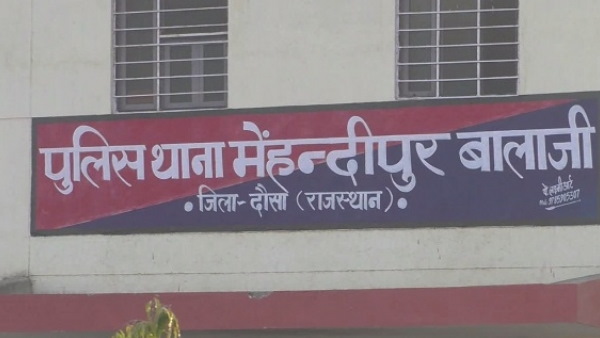 पुलिस थाना मेंहन्दीपुर बालाजी
• जिला - दौसा (राजस्थान) •